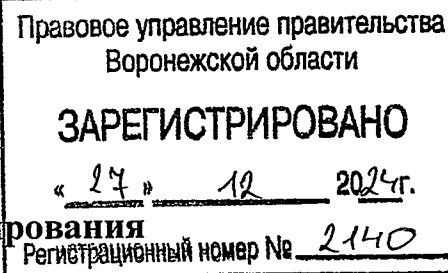 Правовое управление правительства
Воронежской области
ЗАРЕГИСТРИРОВАНО
« 27 » 12 2024г.
рования
Регистрационный номер № 2140